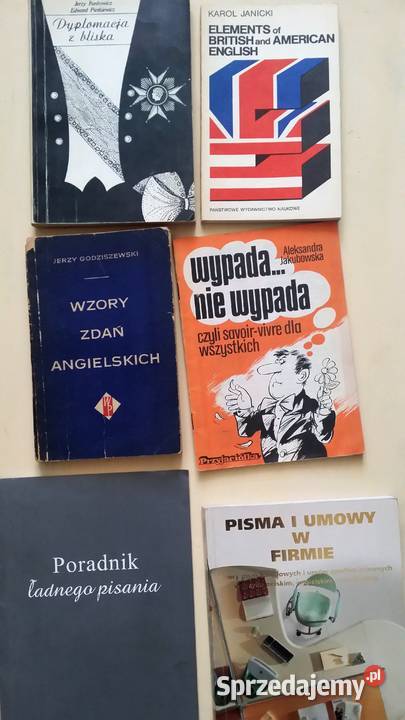 Jerzy Pankiewicz
Edward Pietkiewicz
Dyplomacja
z bliska
KAROL JANICKI
ELEMENTS of
BRITISH and AMERICAN
ENGLISH
PAŃSTWOWE WYDAWNICTWO NAUKOWE
JERZY GODZISZEWSKI
WZORY
ZDAŃ
ANGIELSKICH
Aleksandra
Jakubowska
wypada...
nie wypada
czyli savoir-vivre dla
wszystkich
Przyjaciółka
Poradnik
ładnego pisania
PISMA I UMOWY
W
FIRMIE
Sprzedajemy.pl